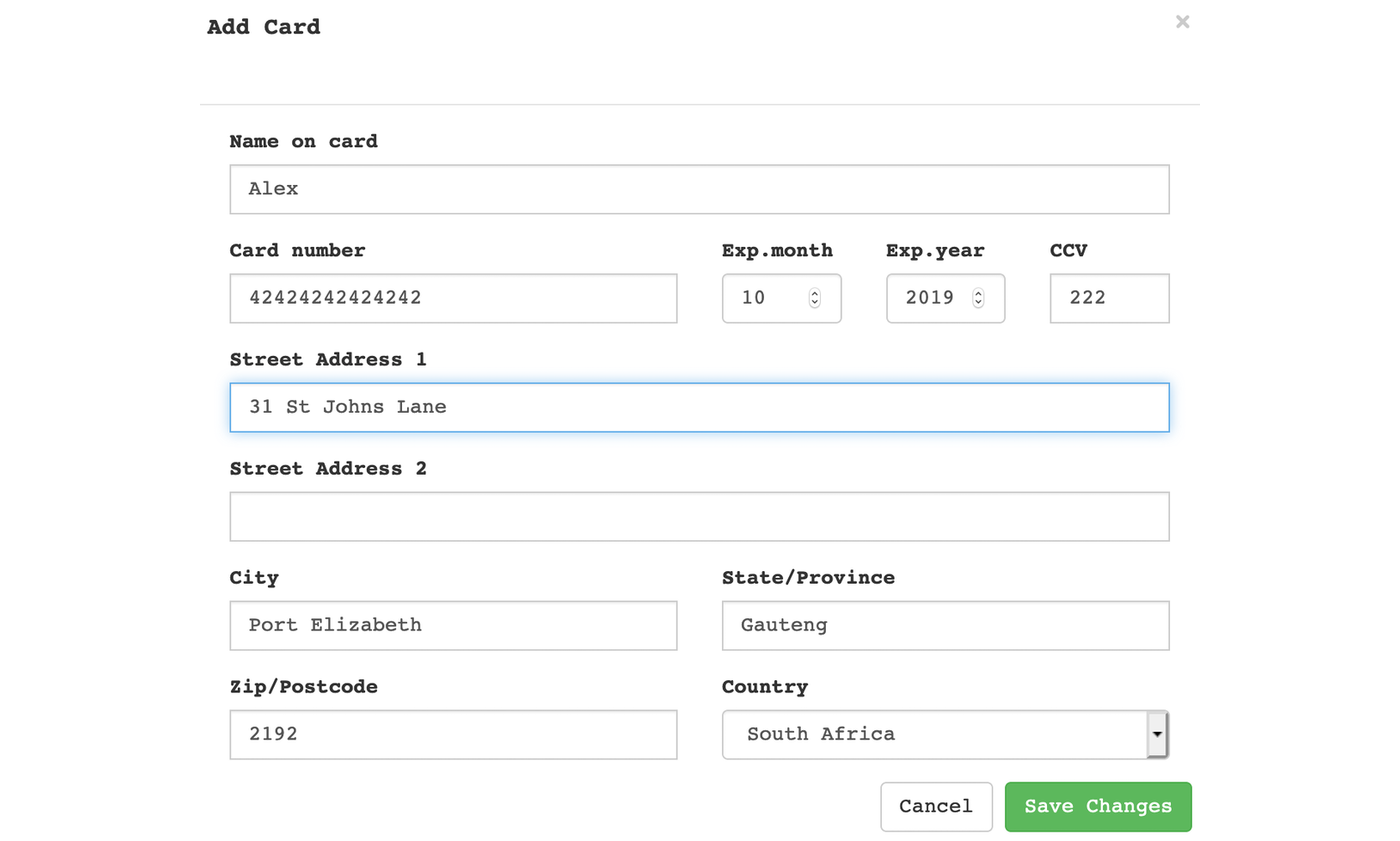 Add Card ×
Name on card
Alex
Card number Exp.month Exp.year CCV
42424242424242 10 2019 222
Street Address 1
31 St Johns Lane
Street Address 2
City State/Province
Port Elizabeth Gauteng
Zip/Postcode Country
2192 South Africa
Cancel Save Changes